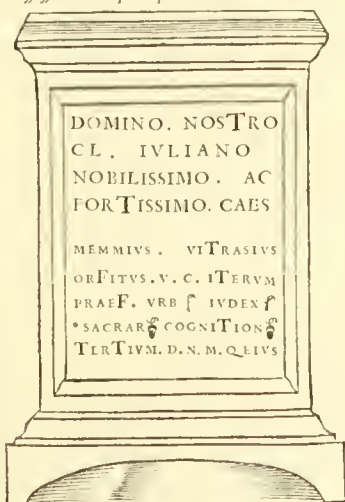 DOMINO. NOSTRO
CL. IVLIANO
NOBILISSIMO. AC
FORTISSIMO. CAES
MEMMIVS. VITRASIVS
ORFITVS.V.C.ITERVM
PRAEF. VRB IVDEX
SACRAR COGNITION
TERTIVM.D.N.M.Q.EIVS